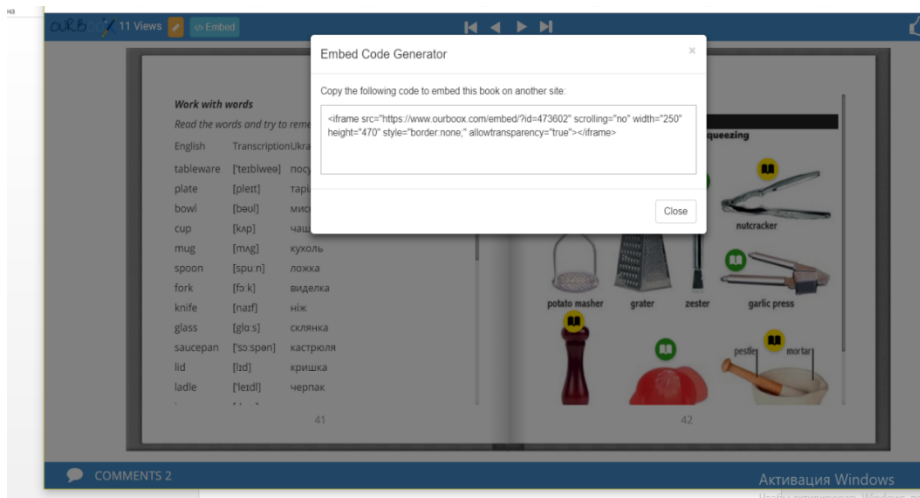 OURBOOX 11 Views Embed
Embed Code Generator
×
Copy the following code to embed this book on another site:
<iframe src="https://www.ourboox.com/embed/?id=473602" scrolling="no" width="250"
height="470" style="border:none;" allowtransparency="true"></iframe>
Close
Work with words
Read the words and try to reme
English Transcription Ukra
tableware ['teɪblweə] посу
plate [pleɪt] тарі
bowl [bəul] мис
cup [kʌp] чаш
mug [mʌg] кухоль
spoon [spu:n] ложка
fork [fɔ:k] виделка
knife [naɪf] ніж
glass [glɑ:s] склянка
saucepan ['sɔ:spən] кастрюля
lid [lɪd] кришка
ladle ['leɪdl] черпак
41
queezing
nutcracker
potato masher grater zester garlic press
pestle mortar
42
COMMENTS 2
Активация Windows